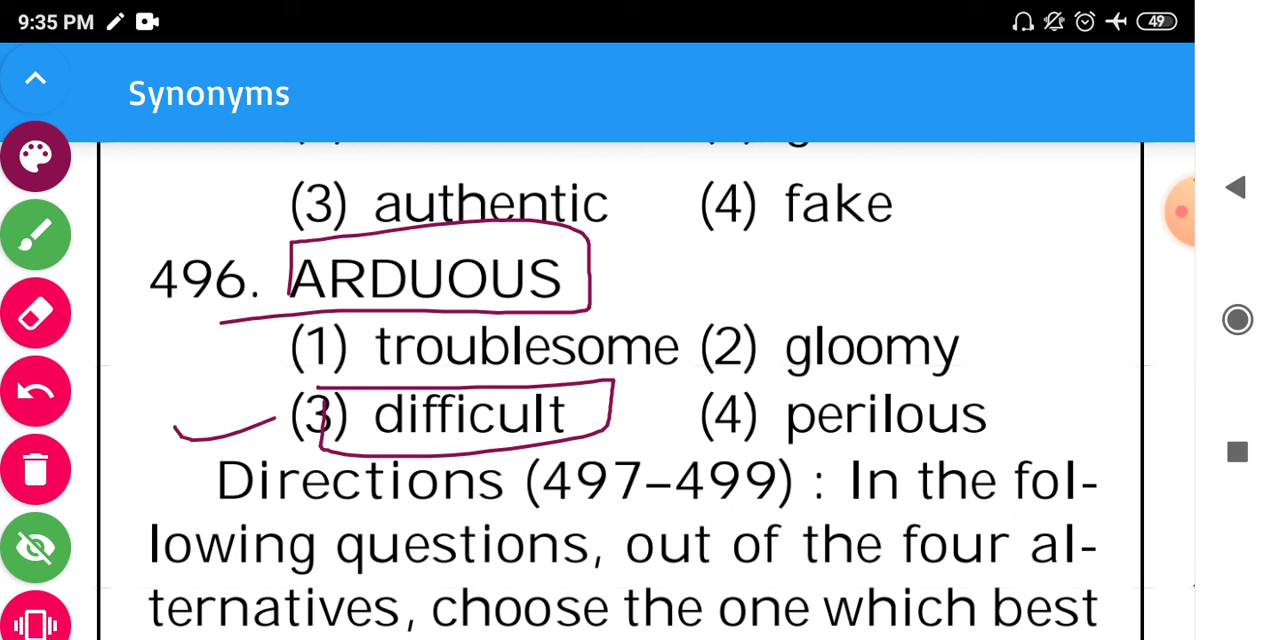 9:35 PM 49
Synonyms
(3) authentic (4) fake
496. ARDUOUS
(1) troublesome (2) gloomy
(3) difficult (4) perilous
Directions (497–499) : In the fol-
lowing questions, out of the four al-
ternatives, choose the one which best